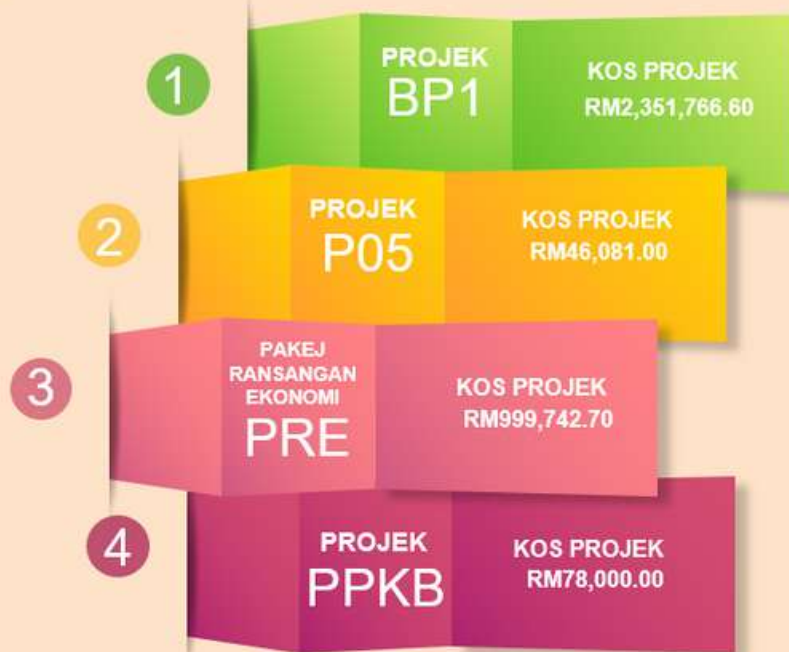 1
PROJEK
BP1
KOS PROJEK
RM2,351,766.60
2
PROJEK
P05
KOS PROJEK
RM46,081.00
3
PAKEJ
RANSANGAN
EKONOMI
PRE
KOS PROJEK
RM999,742.70
4
PROJEK
PPKB
KOS PROJEK
RM78,000.00